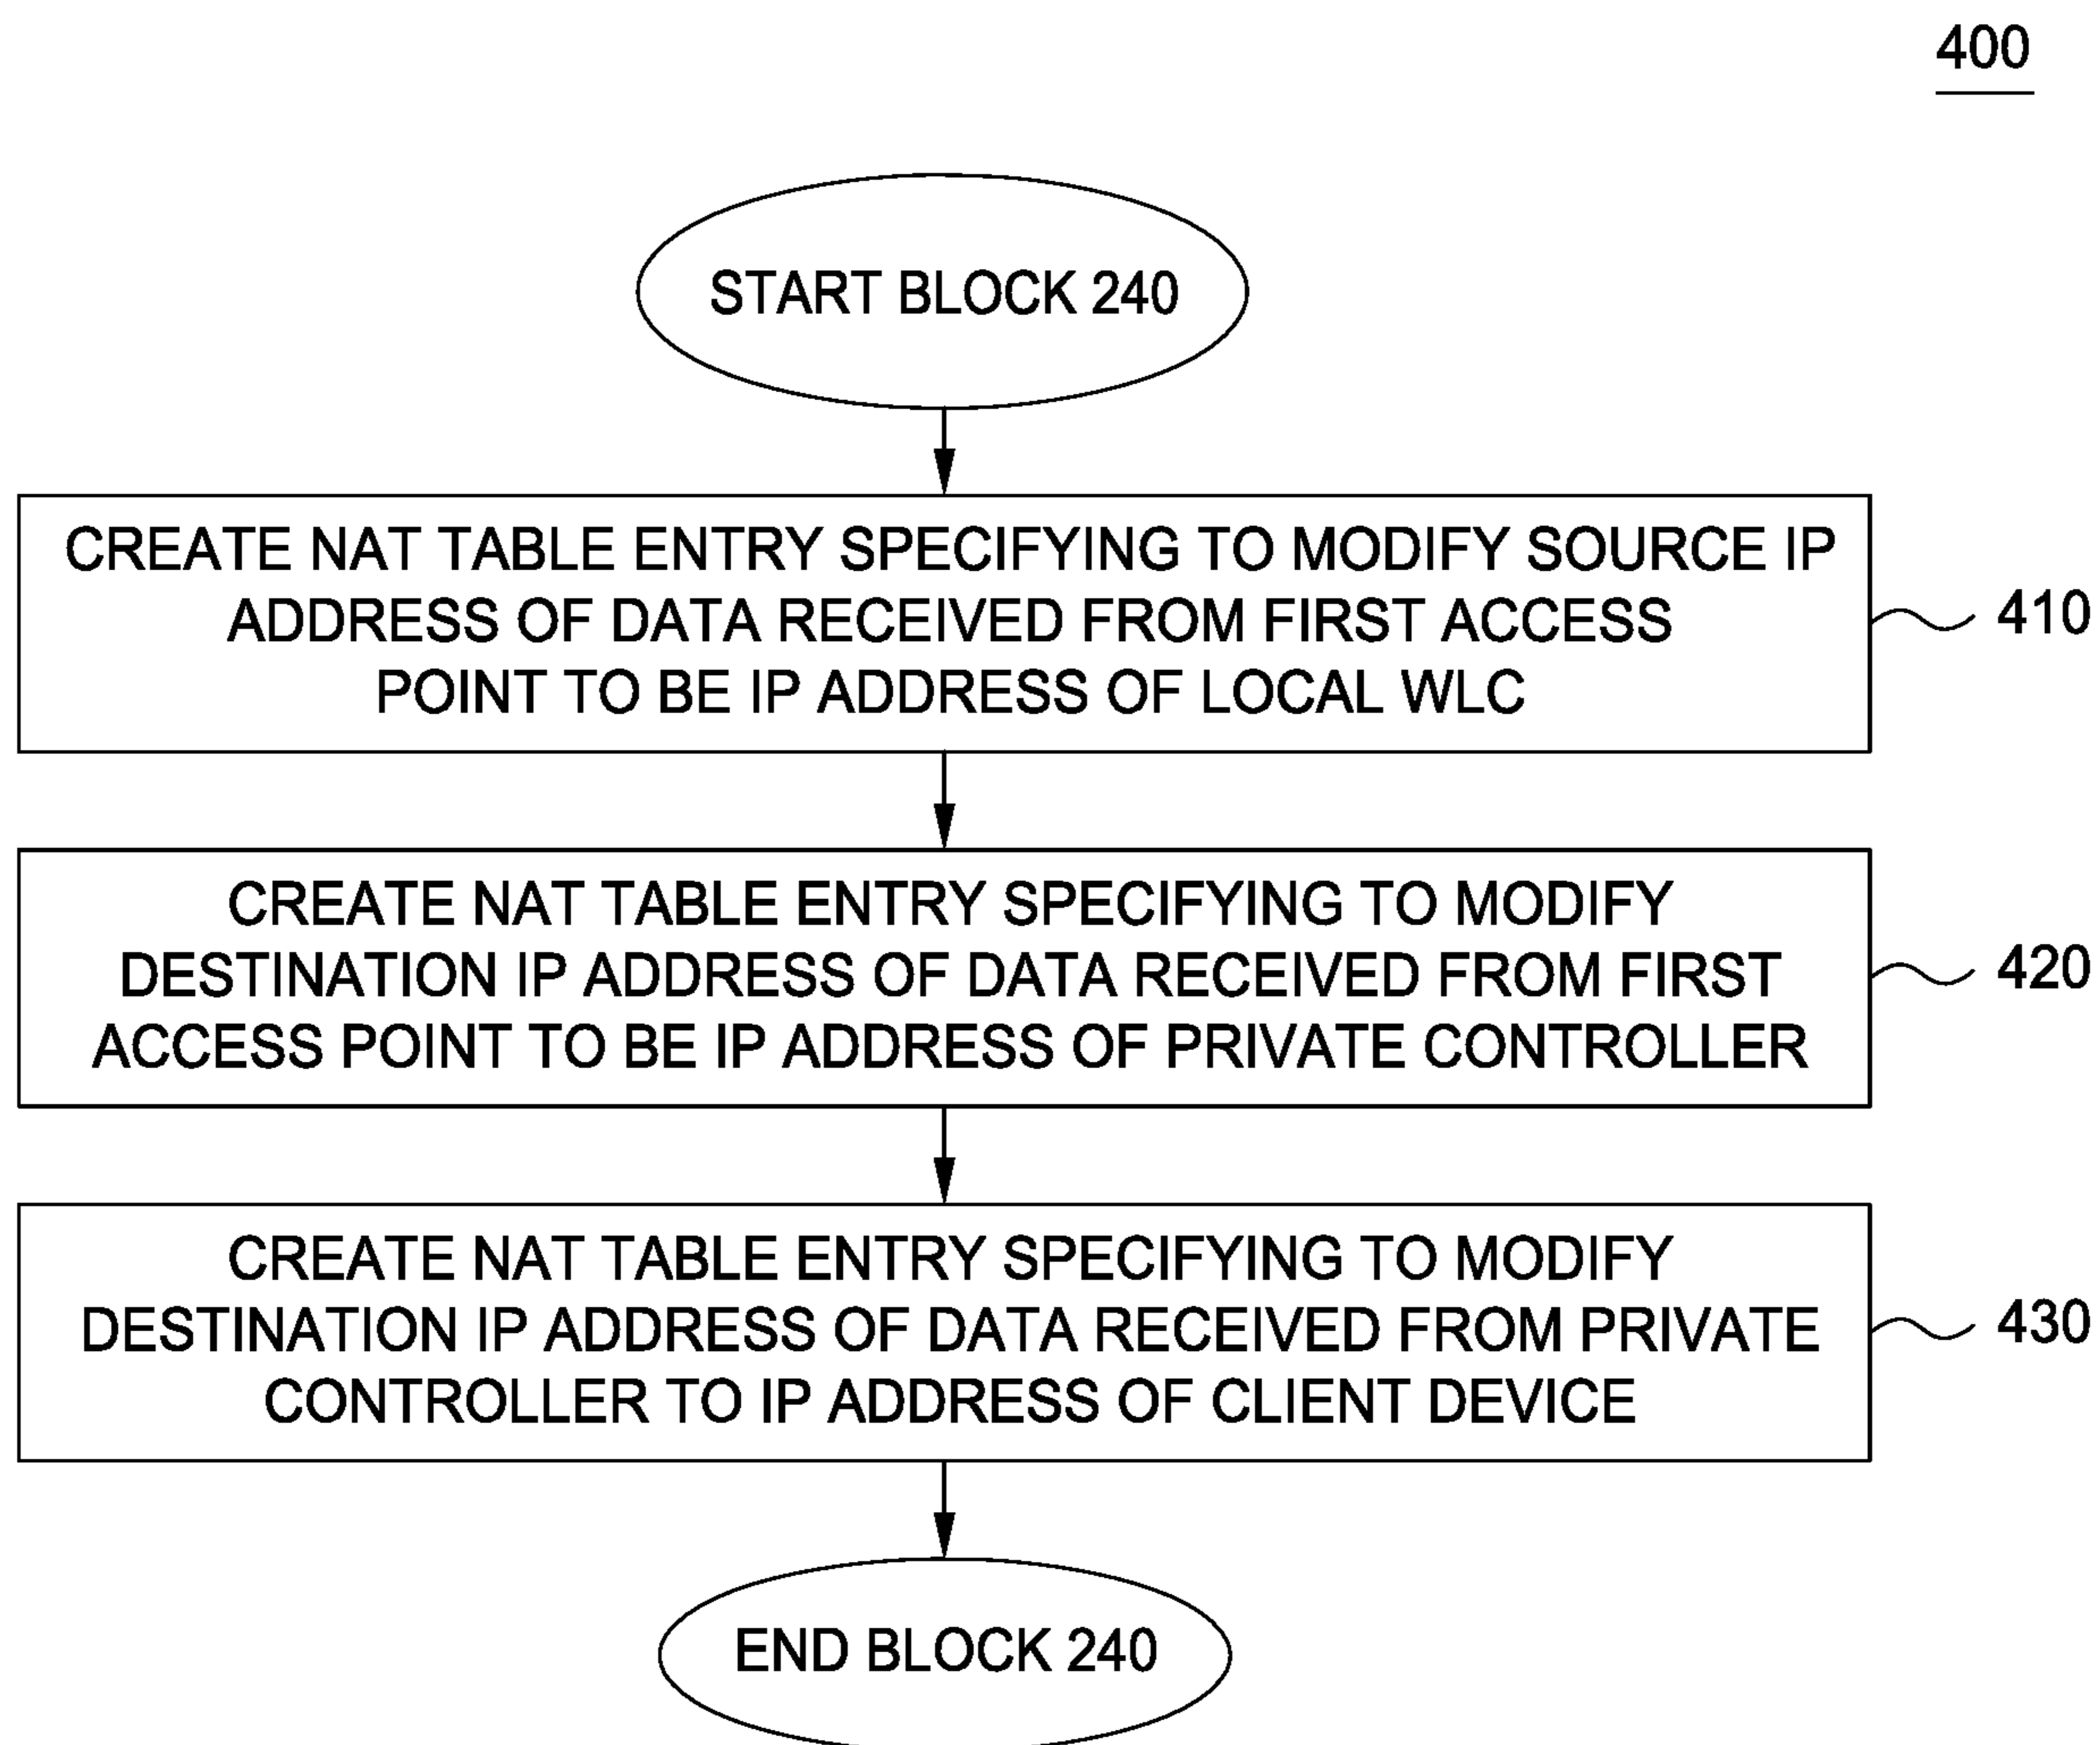 400
START BLOCK 240
CREATE NAT TABLE ENTRY SPECIFYING TO MODIFY SOURCE IP
ADDRESS OF DATA RECEIVED FROM FIRST ACCESS
POINT TO BE IP ADDRESS OF LOCAL WLC
410
CREATE NAT TABLE ENTRY SPECIFYING TO MODIFY
DESTINATION IP ADDRESS OF DATA RECEIVED FROM FIRST
ACCESS POINT TO BE IP ADDRESS OF PRIVATE CONTROLLER
420
CREATE NAT TABLE ENTRY SPECIFYING TO MODIFY
DESTINATION IP ADDRESS OF DATA RECEIVED FROM PRIVATE
CONTROLLER TO IP ADDRESS OF CLIENT DEVICE
430
END BLOCK 240